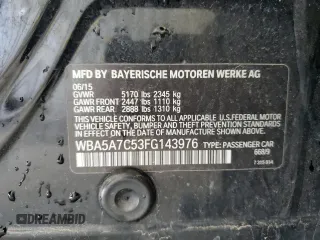 MFD BY BAYERISCHE MOTOREN WERKE AG
06/15
GVWR 5170 lbs 2345 kg
GAWR FRONT 2447 lbs 1110 kg
GAWR REAR 2888 lbs 1310 kg
THIS VEHICLE CONFORMS TO ALL APPLICABLE U.S. FEDERAL MOTOR
VEHICLE SAFETY, BUMPER, AND THEFT PREVENTION STANDARDS
IN EFFECT ON THE DATE OF MANUFACTURE SHOWN ABOVE.
WBA5A7C53FG143976 TYPE: PASSENGER CAR
668/9
DREAMBID